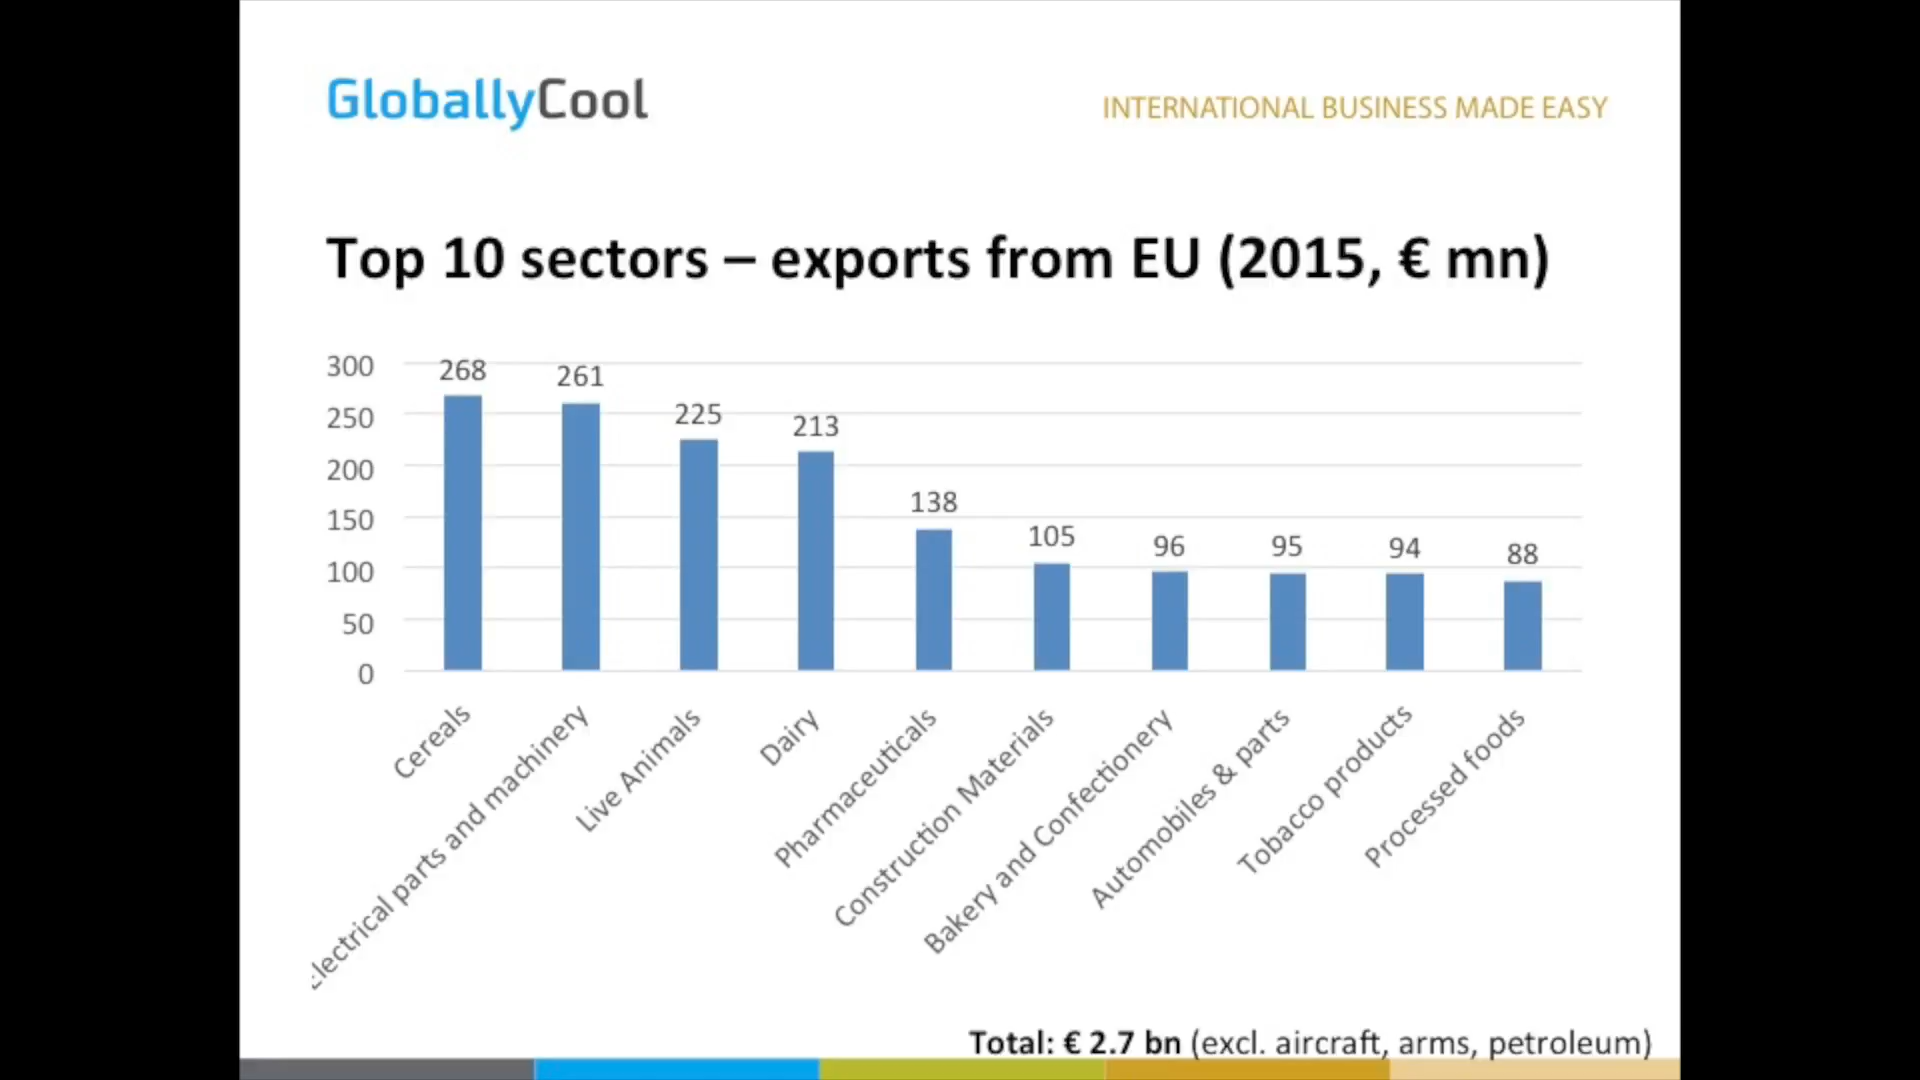 GloballyCool
INTERNATIONAL BUSINESS MADE EASY
Top 10 sectors – exports from EU (2015, € mn)
300
250
200
150
100
50
0
268
261
225
213
138
105
96
95
94
88
Cereals
Electrical parts and machinery
Live Animals
Dairy
Pharmaceuticals
Construction Materials
Bakery and Confectionery
Automobiles & parts
Tobacco products
Processed foods
Total: € 2.7 bn (excl. aircraft, arms, petroleum)